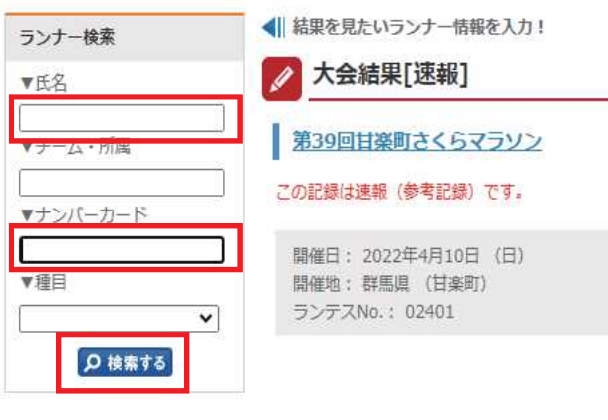 ランナー検索
▼氏名
▼チーム・所属
▼ナンバーカード
▼種目
検索する
結果を見たいランナー情報を入力！
大会結果[速報]
第39回甘楽町さくらマラソン
この記録は速報（参考記録）です。
開催日： 2022年4月10日 （日）
開催地： 群馬県 （甘楽町）
ランテスNo.： 02401